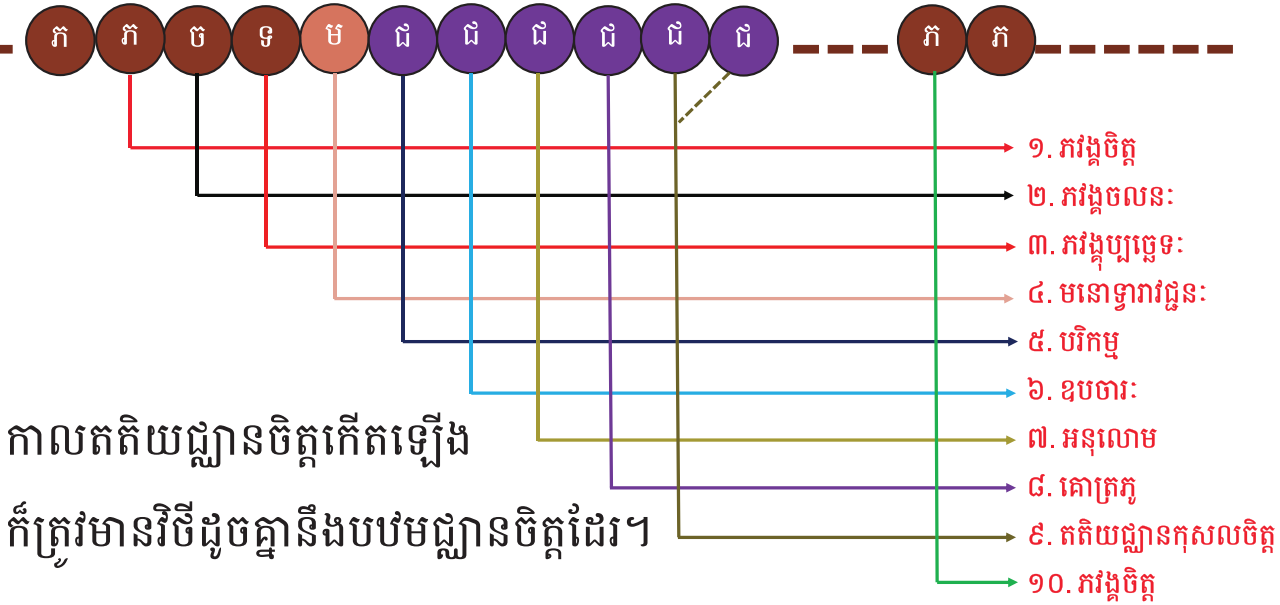 ភ ភ ច ទ ម ជ ជ ជ ជ ជ ជ ភ ភ
១. ភវង្គចិត្ត
២. ភវង្គចលនៈ
៣. ភវង្គុប្បច្ឆេទៈ
៤. មនោទ្វារាវជ្ជនៈ
៥. បរិកម្ម
៦. ឧបចារៈ
៧. អនុលោម
៨. គោត្រភូ
៩. តតិយជ្ឈានកុសលចិត្ត
១០. ភវង្គចិត្ត
កាលតតិយជ្ឈានចិត្តកើតឡើង
ក៏ត្រូវមានវិថីដូចគ្នានឹងបឋមជ្ឈានចិត្តដែរ។